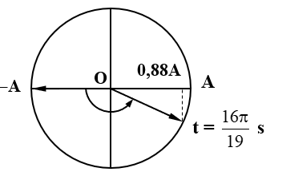 O 0,88A
–A A
t = 16π/19 s